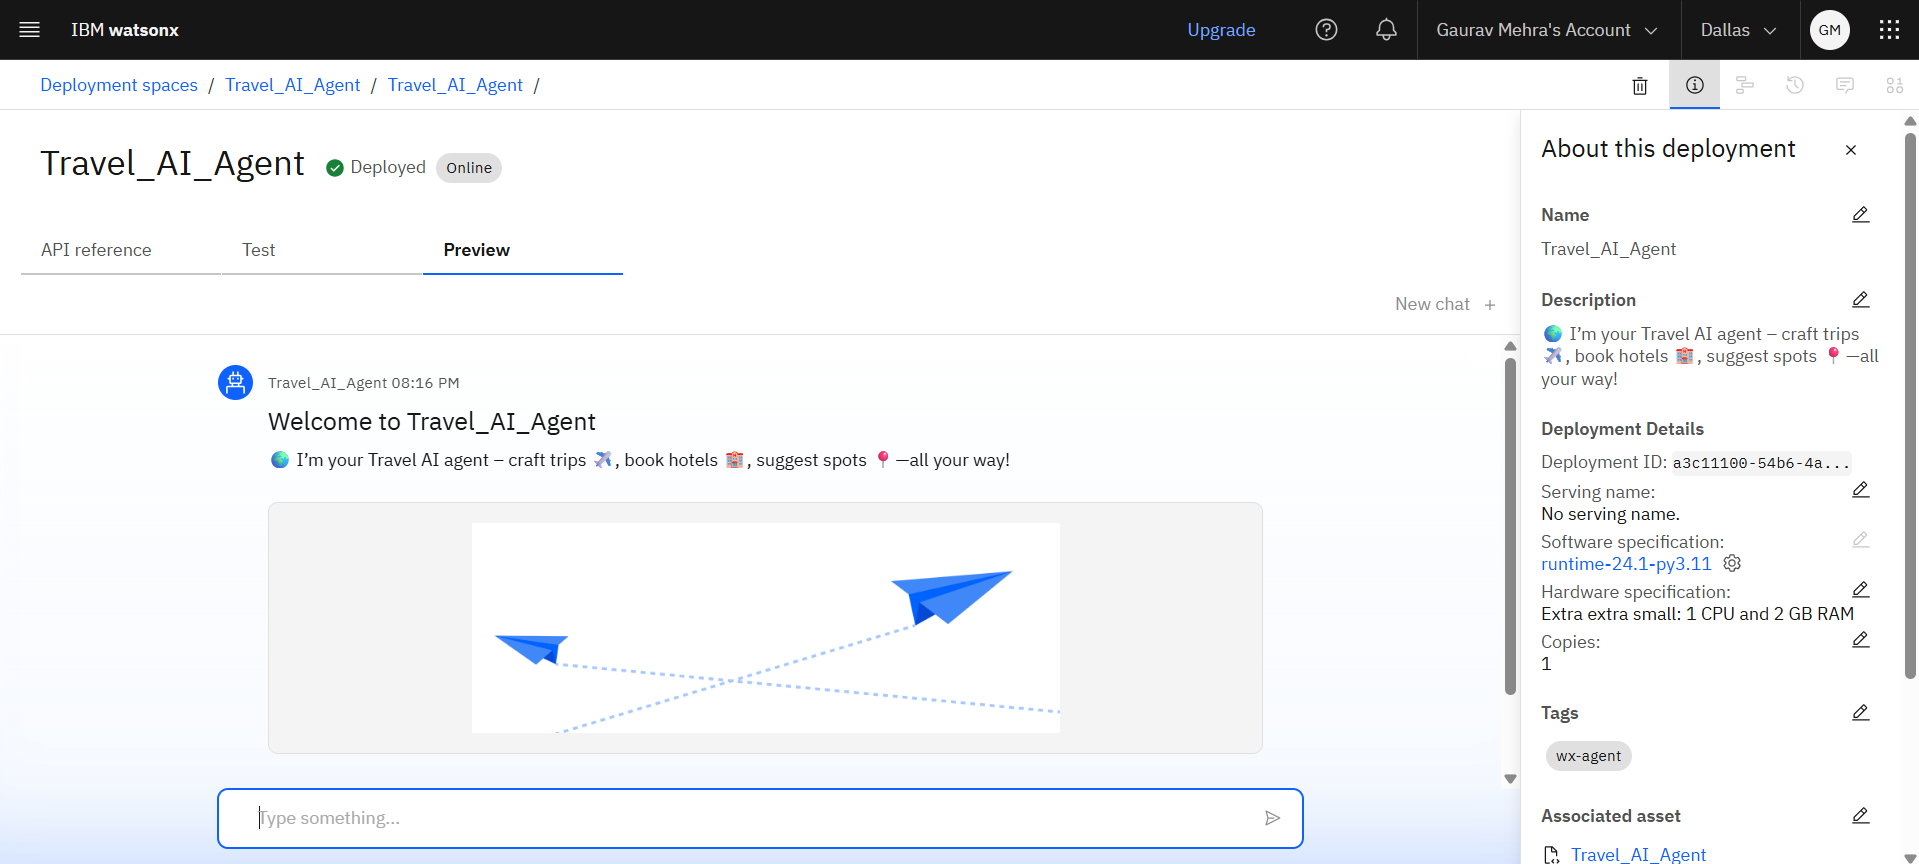 IBM watsonx
Upgrade
Gaurav Mehra's Account
Dallas
GM
Deployment spaces / Travel_AI_Agent / Travel_AI_Agent /
Travel_AI_Agent
Deployed
Online
API reference
Test
Preview
New chat +
Travel_AI_Agent 08:16 PM
Welcome to Travel_AI_Agent
🌍 I’m your Travel AI agent – craft trips ✈️, book hotels 🏨, suggest spots 📍—all your way!
Type something...
About this deployment
Name
Travel_AI_Agent
Description
🌍 I’m your Travel AI agent – craft trips
✈️, book hotels 🏨, suggest spots 📍—all
your way!
Deployment Details
Deployment ID: a3c11100-54b6-4a...
Serving name:
No serving name.
Software specification:
runtime-24.1-py3.11
Hardware specification:
Extra extra small: 1 CPU and 2 GB RAM
Copies:
1
Tags
wx-agent
Associated asset
Travel_AI_Agent